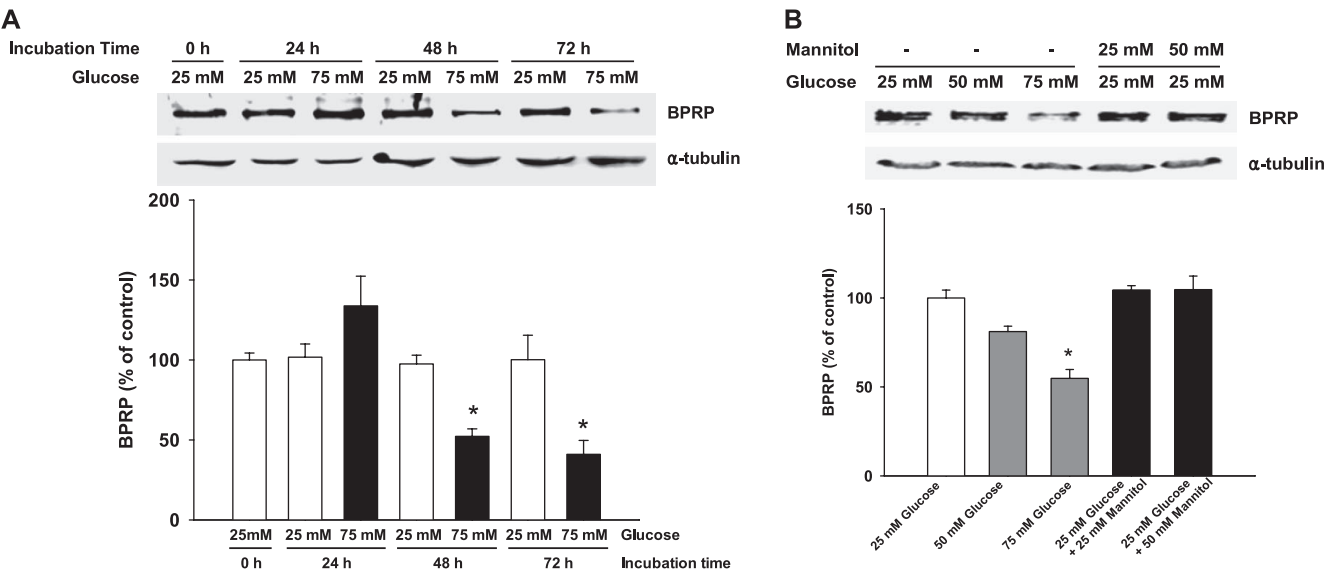 A
Incubation Time 0 h 24 h 48 h 72 h
Glucose 25 mM 25 mM 75 mM 25 mM 75 mM 25 mM 75 mM
BPRP
α-tubulin
200
150
100
50
0
BPRP (% of control)
*
*
25mM 25 mM 75 mM 25 mM 75 mM 25 mM 75 mM Glucose
0 h 24 h 48 h 72 h Incubation time
B
Mannitol - - - 25 mM 50 mM
Glucose 25 mM 50 mM 75 mM 25 mM 25 mM
BPRP
α-tubulin
150
100
50
0
BPRP (% of control)
*
25 mM Glucose
50 mM Glucose
75 mM Glucose
25 mM Glucose
+ 25 mM Mannitol
25 mM Glucose
+ 50 mM Mannitol